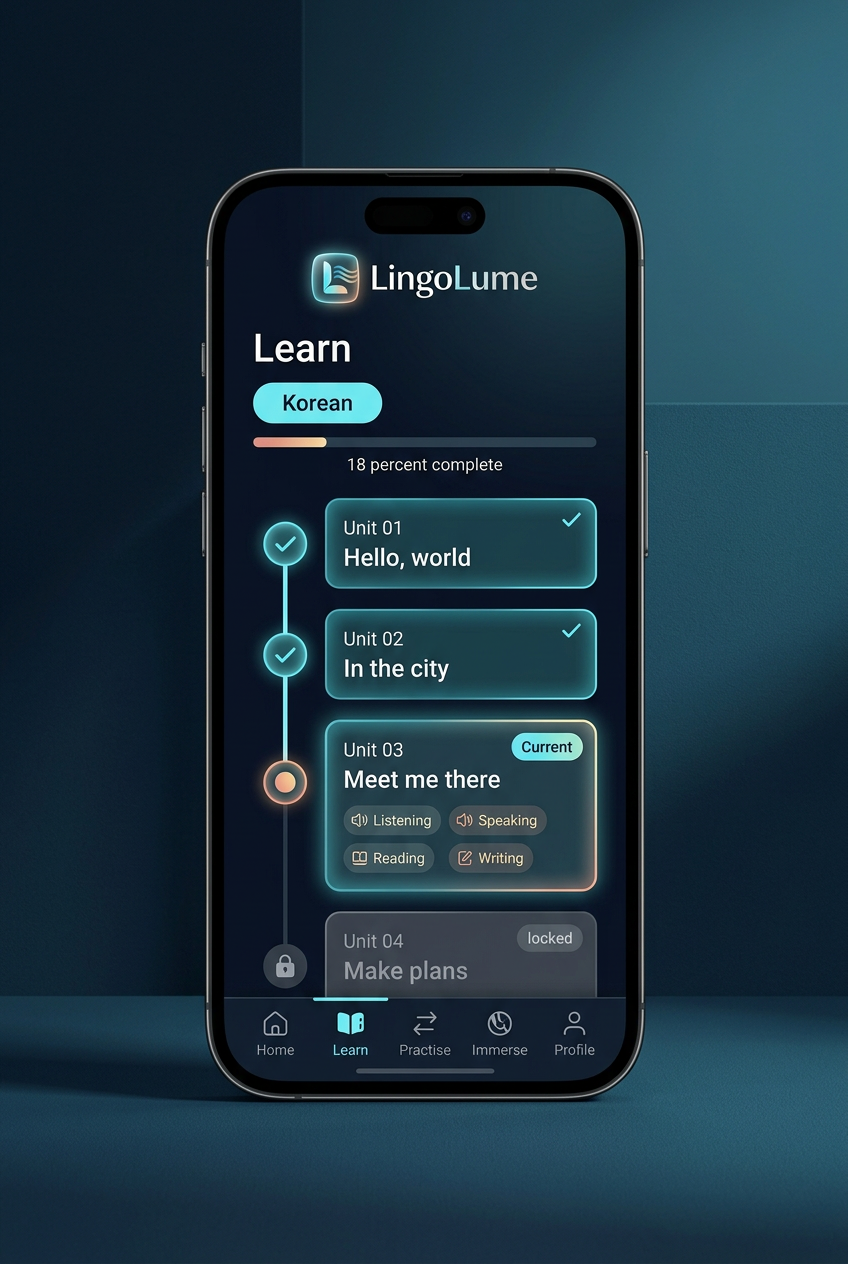 LingoLume
Learn
Korean
18 percent complete
Unit 01
Hello, world
Unit 02
In the city
Unit 03
Current
Meet me there
Listening
Speaking
Reading
Writing
Unit 04
locked
Make plans
Home
Learn
Practise
Immerse
Profile